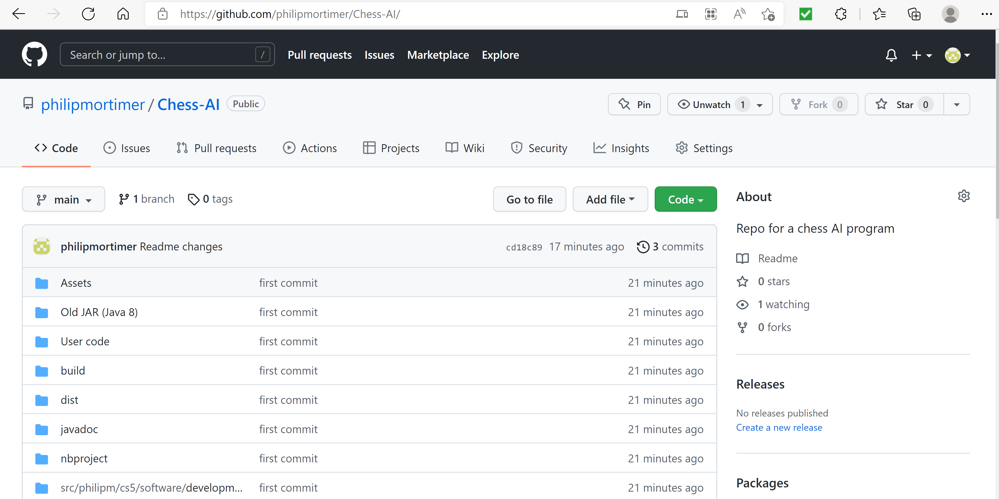 https://github.com/philipmortimer/Chess-AI/
Search or jump to... / Pull requests Issues Marketplace Explore
philipmortimer / Chess-AI Public Pin Unwatch 1 Fork 0 Star 0
Code Issues Pull requests Actions Projects Wiki Security Insights Settings
main 1 branch 0 tags Go to file Add file Code
About
Repo for a chess AI program
Readme
0 stars
1 watching
0 forks
Releases
No releases published
Create a new release
Packages
philipmortimer Readme changes cd18c89 17 minutes ago 3 commits
Assets first commit 21 minutes ago
Old JAR (Java 8) first commit 21 minutes ago
User code first commit 21 minutes ago
build first commit 21 minutes ago
dist first commit 21 minutes ago
javadoc first commit 21 minutes ago
nbproject first commit 21 minutes ago
src/philipm/cs5/software/developm... first commit 21 minutes ago